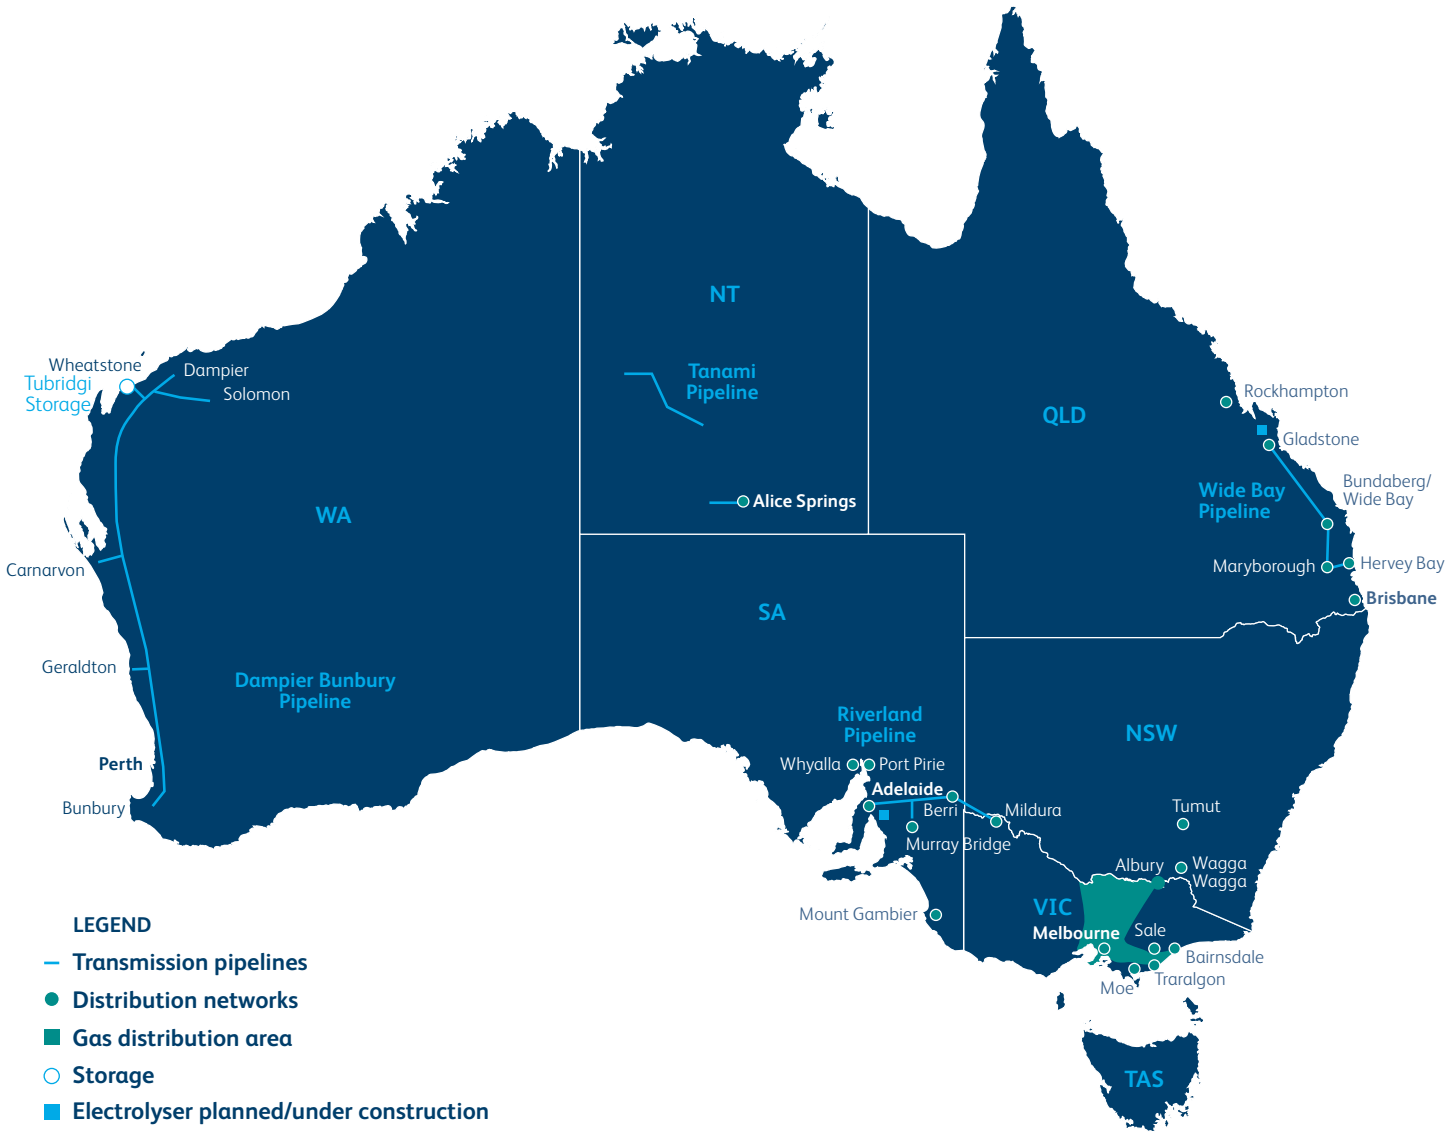 NT
Wheatstone
Dampier
Tubridgi
Storage
Solomon
Tanami
Pipeline
Rockhampton
QLD
Gladstone
Bundaberg/
Wide Bay
Wide Bay
Pipeline
Alice Springs
WA
Carnarvon
Maryborough
Hervey Bay
Brisbane
SA
Geraldton
Dampier Bunbury
Pipeline
Riverland
Pipeline
NSW
Perth
Whyalla
Port Pirie
Adelaide
Bunbury
Berri
Mildura
Tumut
Murray Bridge
Albury
Wagga
Wagga
VIC
Mount Gambier
Melbourne
Sale
Bairnsdale
Traralgon
Moe
TAS
LEGEND
Transmission pipelines
Distribution networks
Gas distribution area
Storage
Electrolyser planned/under construction